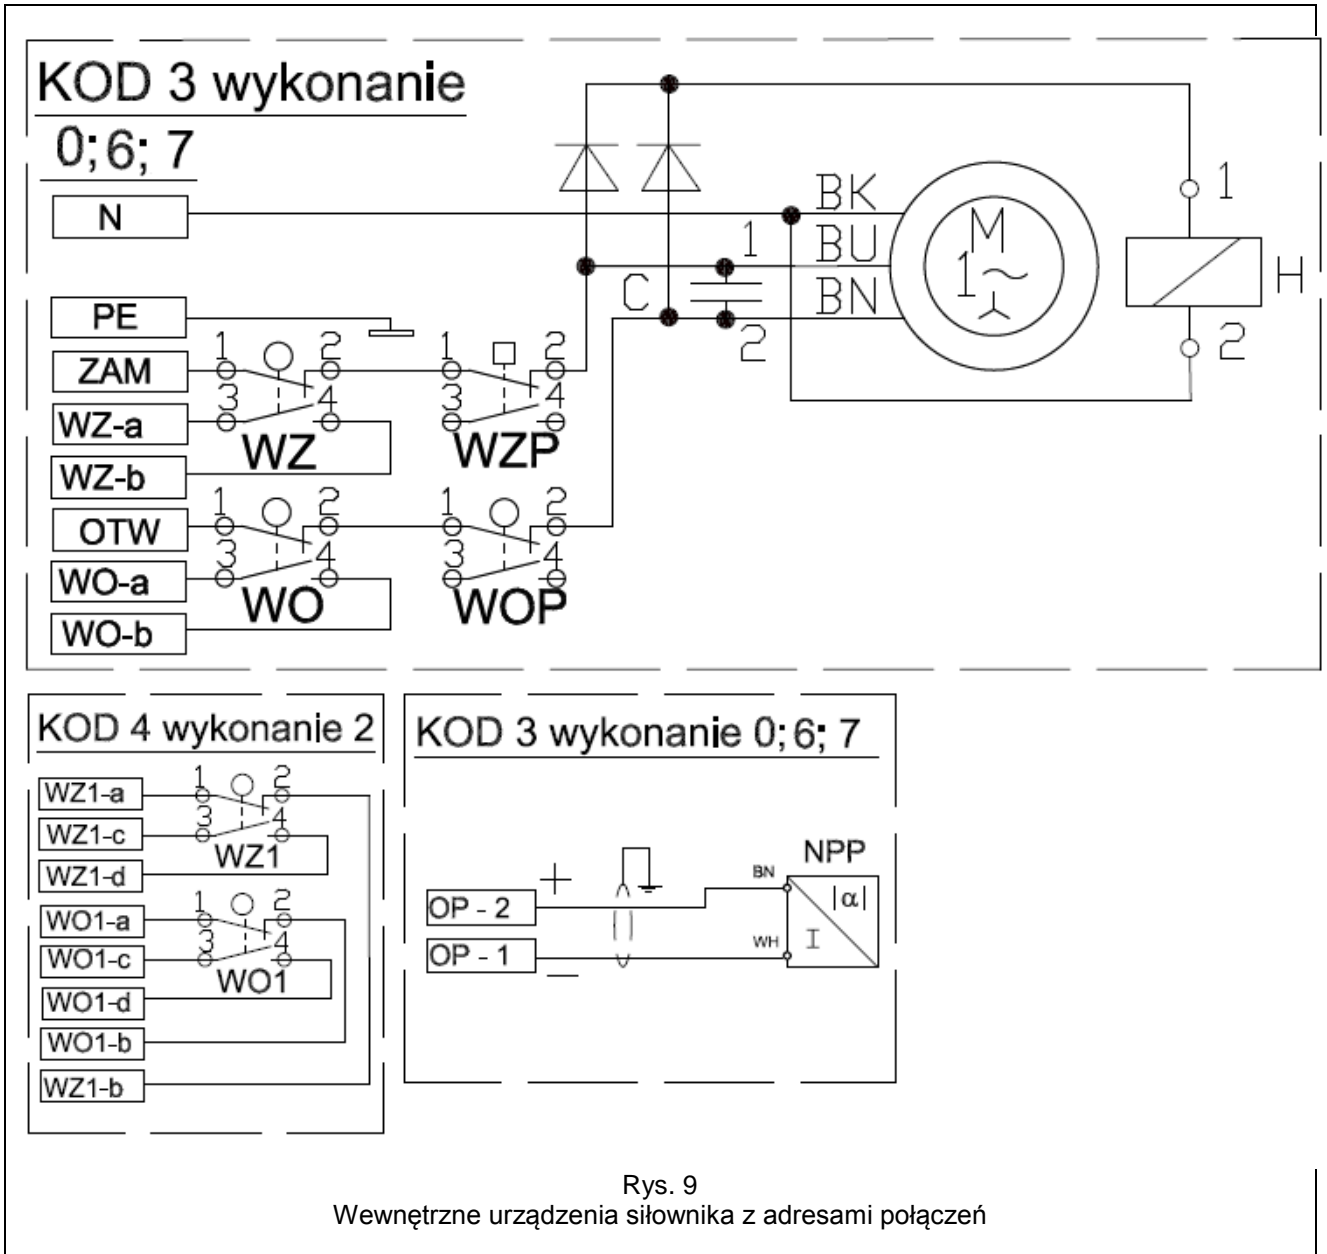 KOD 3 wykonanie
0; 6; 7
N
BK
M
1
1
BU
1
H
C
BN
2
2
PE
ZAM
1 2
1 2
WZ-a
3 4
3 4
WZ
WZP
WZ-b
OTW
1 2
1 2
WO-a
3 4
3 4
WO
WOP
WO-b
KOD 4 wykonanie 2
WZ1-a
1 2
WZ1-c
3 4
WZ1
WZ1-d
WO1-a
1 2
WO1-c
3 4
WO1
WO1-d
WO1-b
WZ1-b
KOD 3 wykonanie 0; 6; 7
NPP
+
BN
|α|
OP - 2
WH
I
OP - 1
—
Rys. 9
Wewnętrzne urządzenia siłownika z adresami połączeń